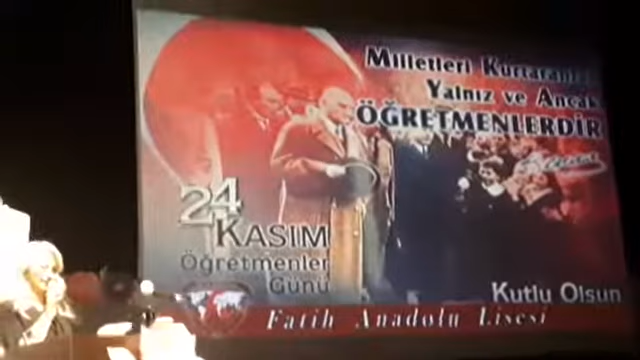 Milletleri Kurtaranlar
Yalnız ve Ancak
ÖĞRETMENLERDİR
24
KASIM
Öğretmenler
Günü
Kutlu Olsun
Fatih Anadolu Lisesi